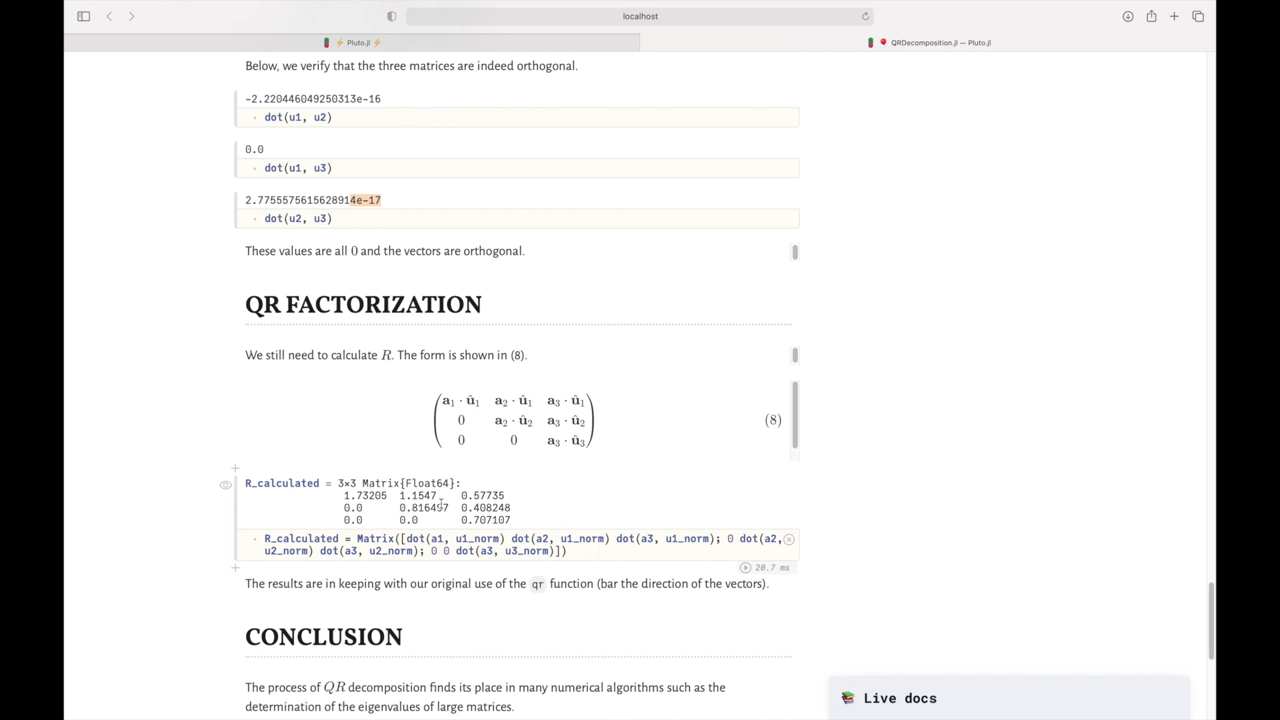 localhost
⚡ Pluto.jl ⚡
QRDecomposition.jl — Pluto.jl
Below, we verify that the three matrices are indeed orthogonal.
-2.220446049250313e-16
dot(u1, u2)
0.0
dot(u1, u3)
2.7755575615628914e-17
dot(u2, u3)
These values are all 0 and the vectors are orthogonal.
QR FACTORIZATION
We still need to calculate R. The form is shown in (8).
a₁ · û₁ a₂ · û₁ a₃ · û₁
0 a₂ · û₂ a₃ · û₂ (8)
0 0 a₃ · û₃
R_calculated = 3×3 Matrix{Float64}:
1.73205 1.1547 0.57735
0.0 0.816497 0.408248
0.0 0.0 0.707107
R_calculated = Matrix([dot(a1, u1_norm) dot(a2, u1_norm) dot(a3, u1_norm); 0 dot(a2,
u2_norm) dot(a3, u2_norm); 0 0 dot(a3, u3_norm)])
20.7 ms
The results are in keeping with our original use of the qr function (bar the direction of the vectors).
CONCLUSION
The process of QR decomposition finds its place in many numerical algorithms such as the
determination of the eigenvalues of large matrices.
Live docs